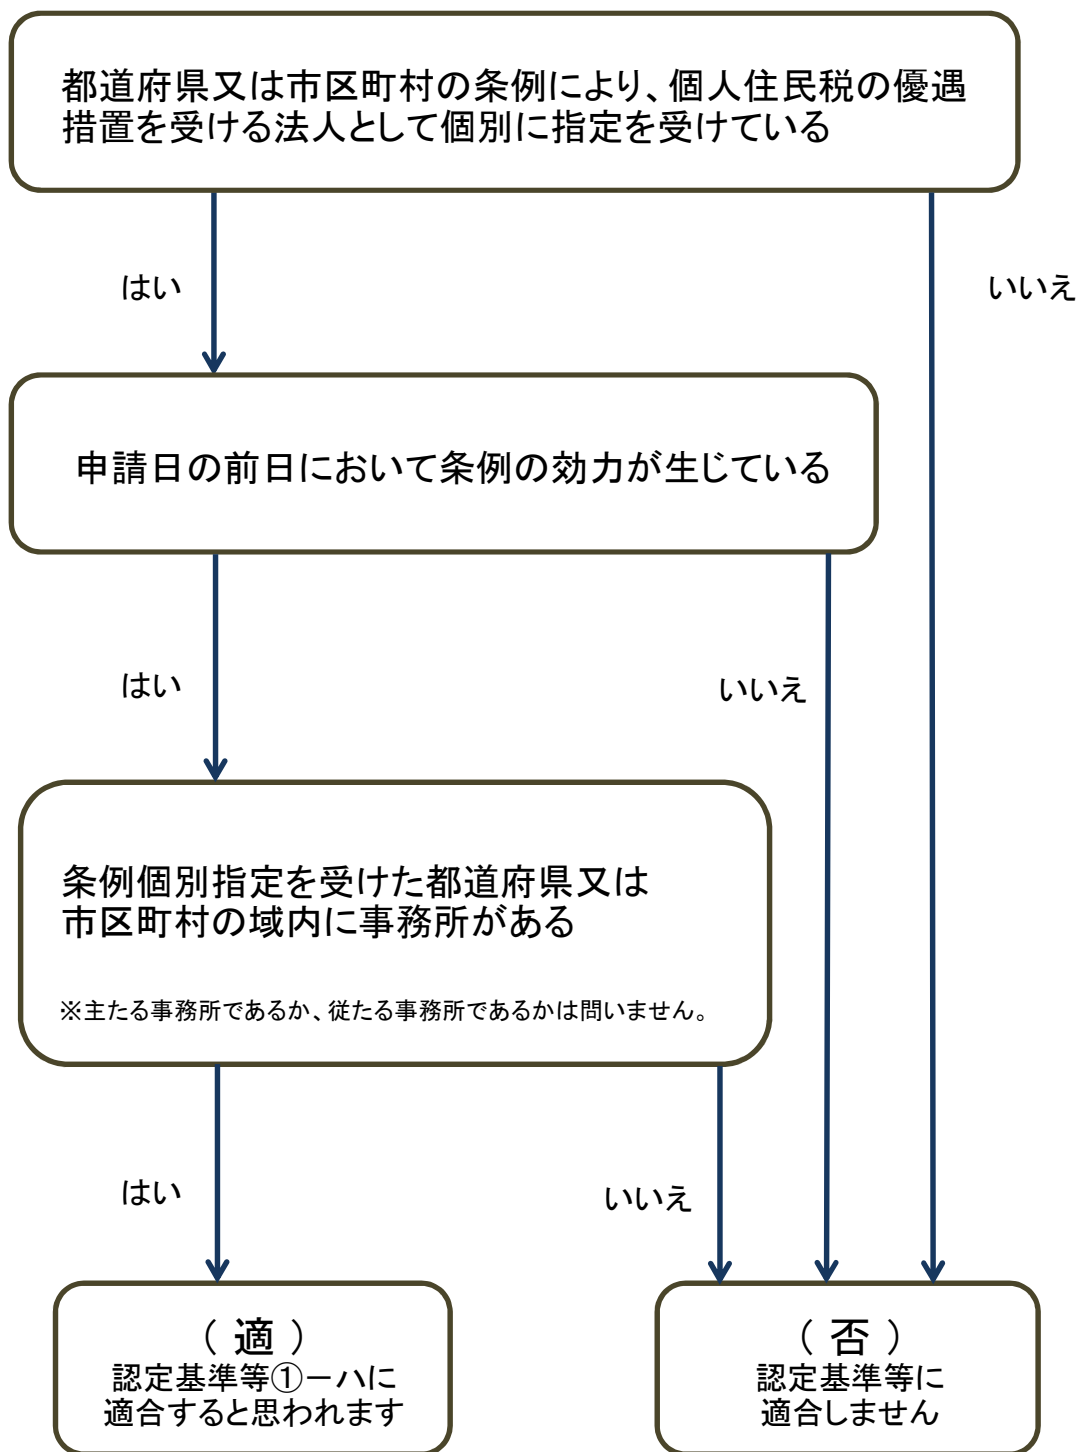 都道府県又は市区町村の条例により、個人住民税の優遇
措置を受ける法人として個別に指定を受けている
はい
いいえ
申請日の前日において条例の効力が生じている
はい
いいえ
条例個別指定を受けた都道府県又は
市区町村の域内に事務所がある
※主たる事務所であるか、従たる事務所であるかは問いません。
はい
いいえ
（ 適 ）
認定基準等①－ハに
適合すると思われます
（ 否 ）
認定基準等に
適合しません